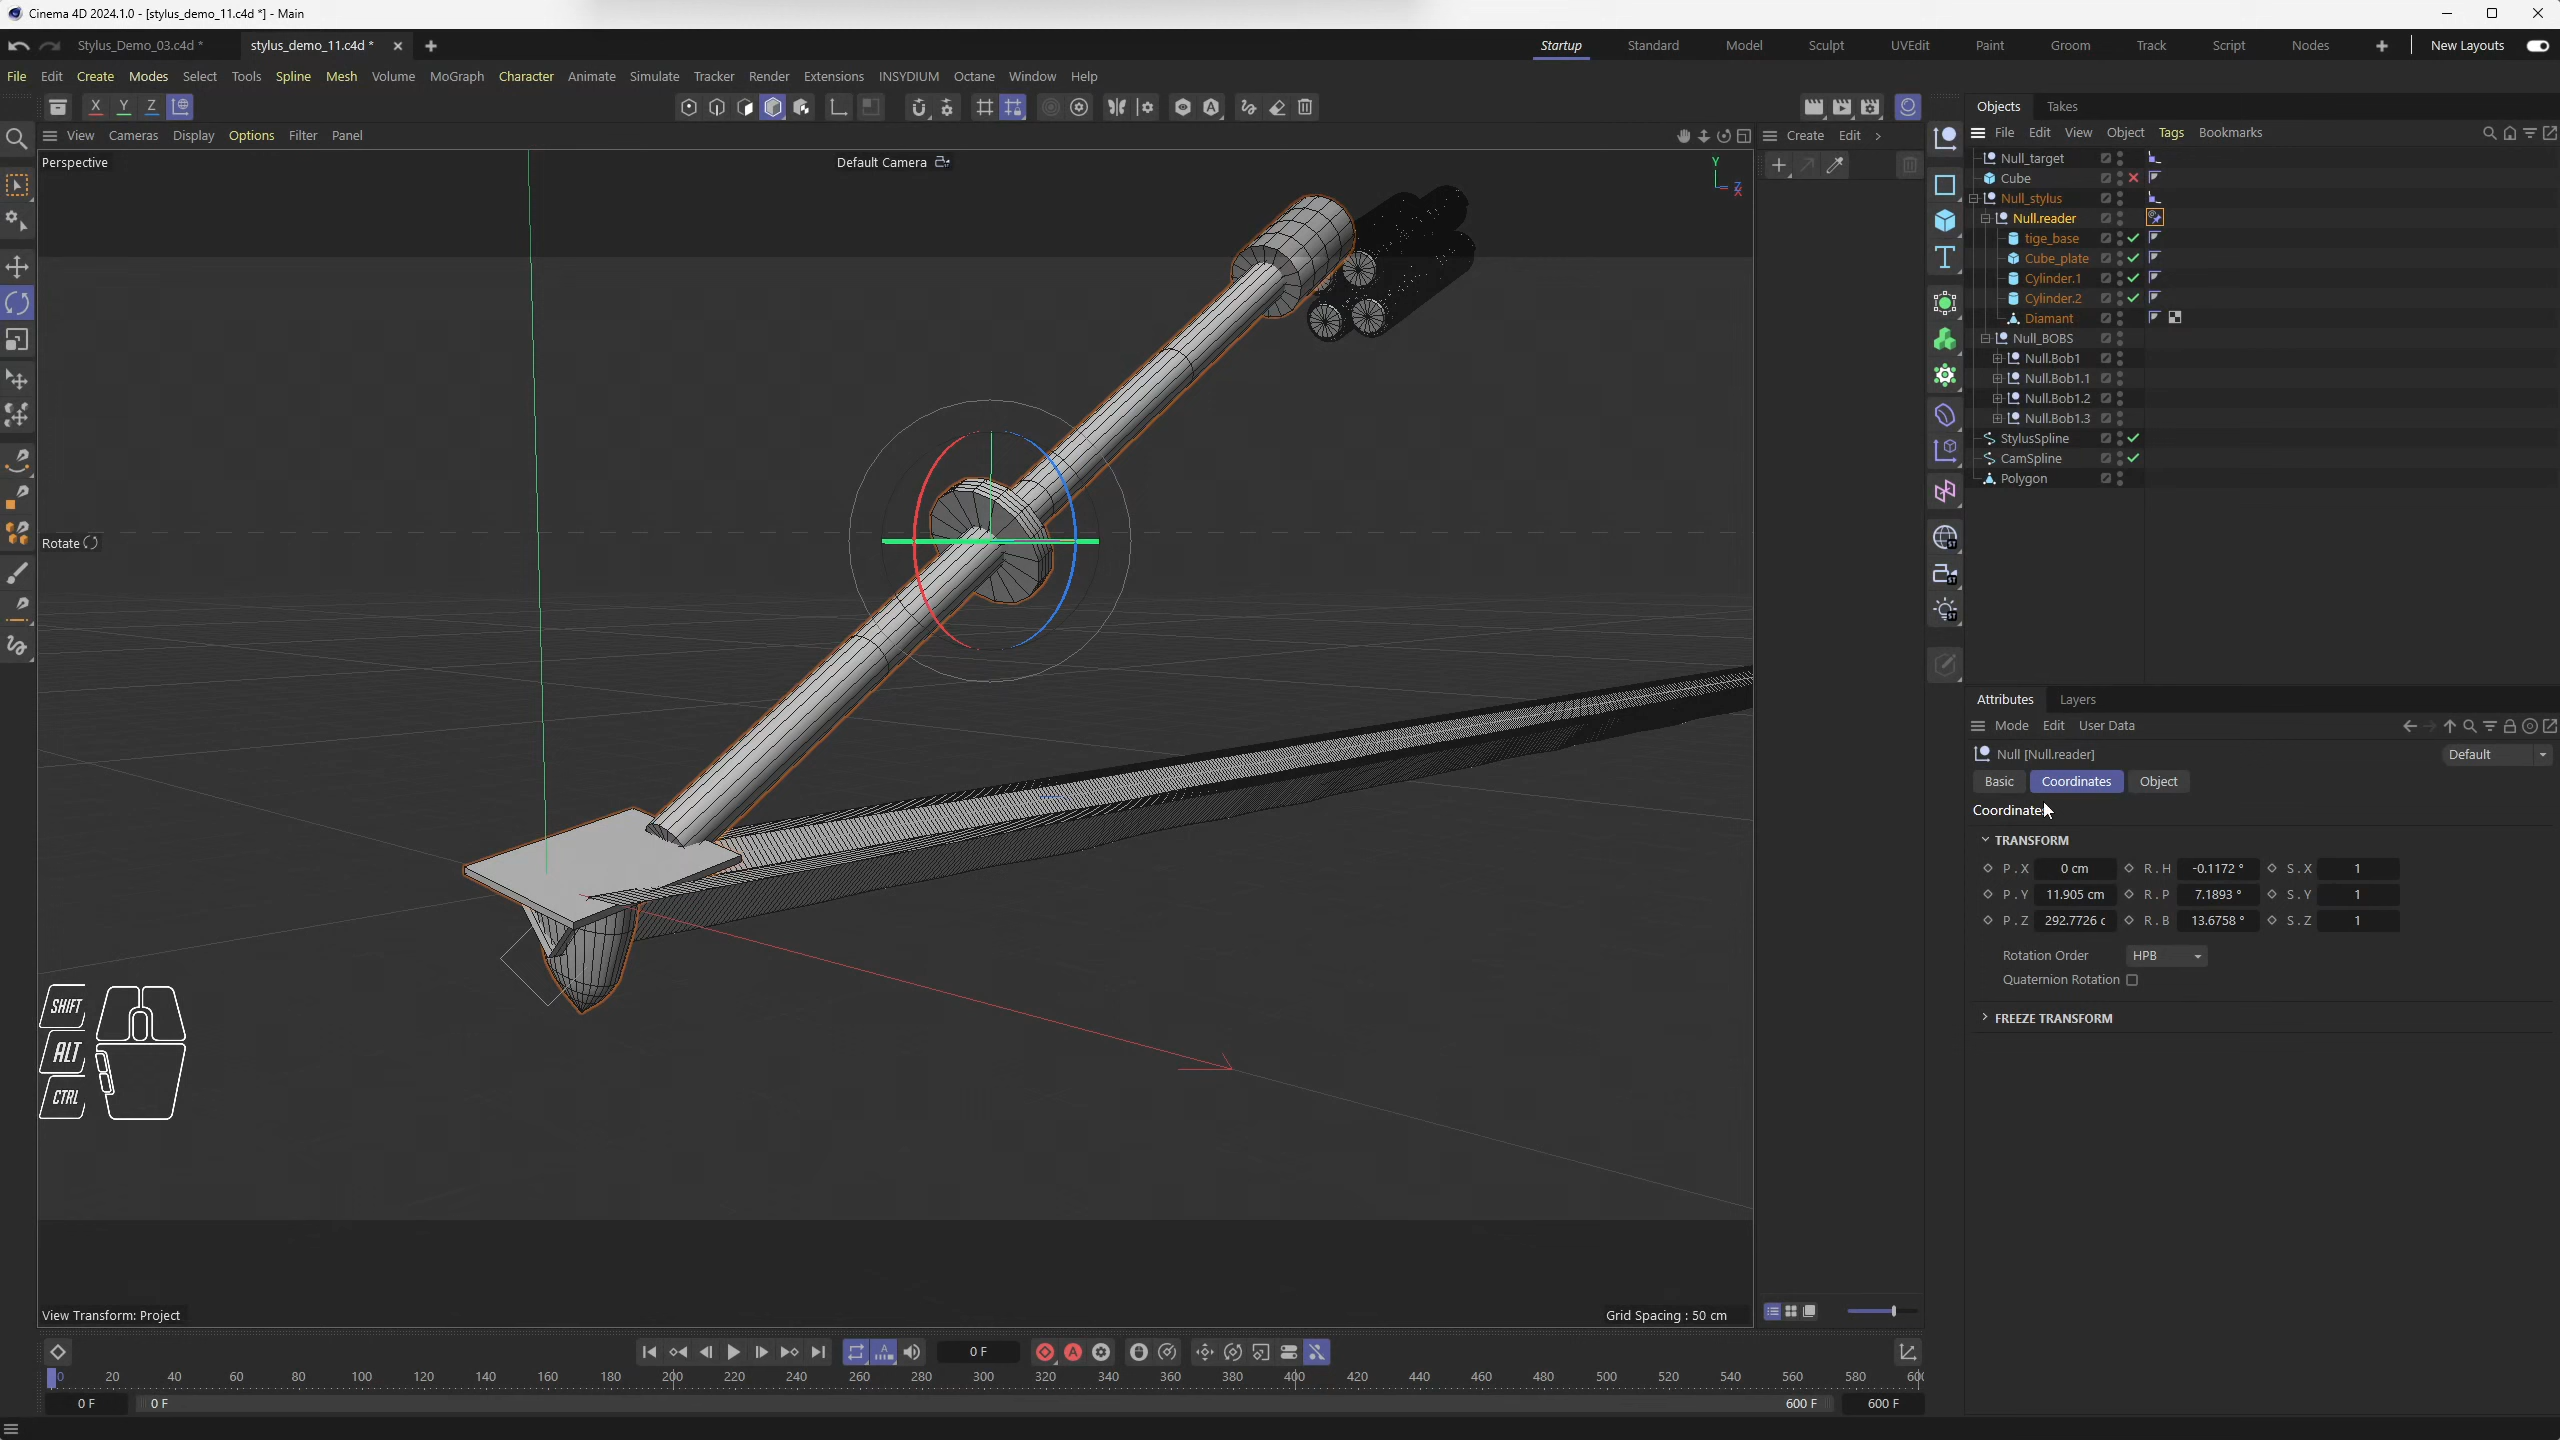 Cinema 4D 2024.1.0 - [stylus_demo_11.c4d *] - Main
Stylus_Demo_03.c4d * stylus_demo_11.c4d *
Startup Standard Model Sculpt UVEdit Paint Groom Track Script Nodes New Layouts
File Edit Create Modes Select Tools Spline Mesh Volume MoGraph Character Animate Simulate Tracker Render Extensions INSYDIUM Octane Window Help
X Y Z
Objects Takes
View Cameras Display Options Filter Panel
Create Edit
File Edit View Object Tags Bookmarks
Perspective
Default Camera
Y
Z
X
Null_target
Cube
Null_stylus
Null.reader
tige_base
Cube_plate
Cylinder.1
Cylinder.2
Diamant
Null_BOBS
Null.Bob1
Null.Bob1.1
Null.Bob1.2
Null.Bob1.3
StylusSpline
CamSpline
Polygon
Rotate
Attributes Layers
Mode Edit User Data
Null [Null.reader]
Default
Basic Coordinates Object
Coordinates
TRANSFORM
P . X 0 cm R . H -0.1172 ° S . X 1
P . Y 11.905 cm R . P 7.1893 ° S . Y 1
P . Z 292.7726 c R . B 13.6758 ° S . Z 1
Rotation Order HPB
Quaternion Rotation
FREEZE TRANSFORM
SHIFT
ALT
CTRL
View Transform: Project
Grid Spacing : 50 cm
0 F
0 20 40 60 80 100 120 140 160 180 200 220 240 260 280 300 320 340 360 380 400 420 440 460 480 500 520 540 560 580 600
0 F 0 F 600 F 600 F